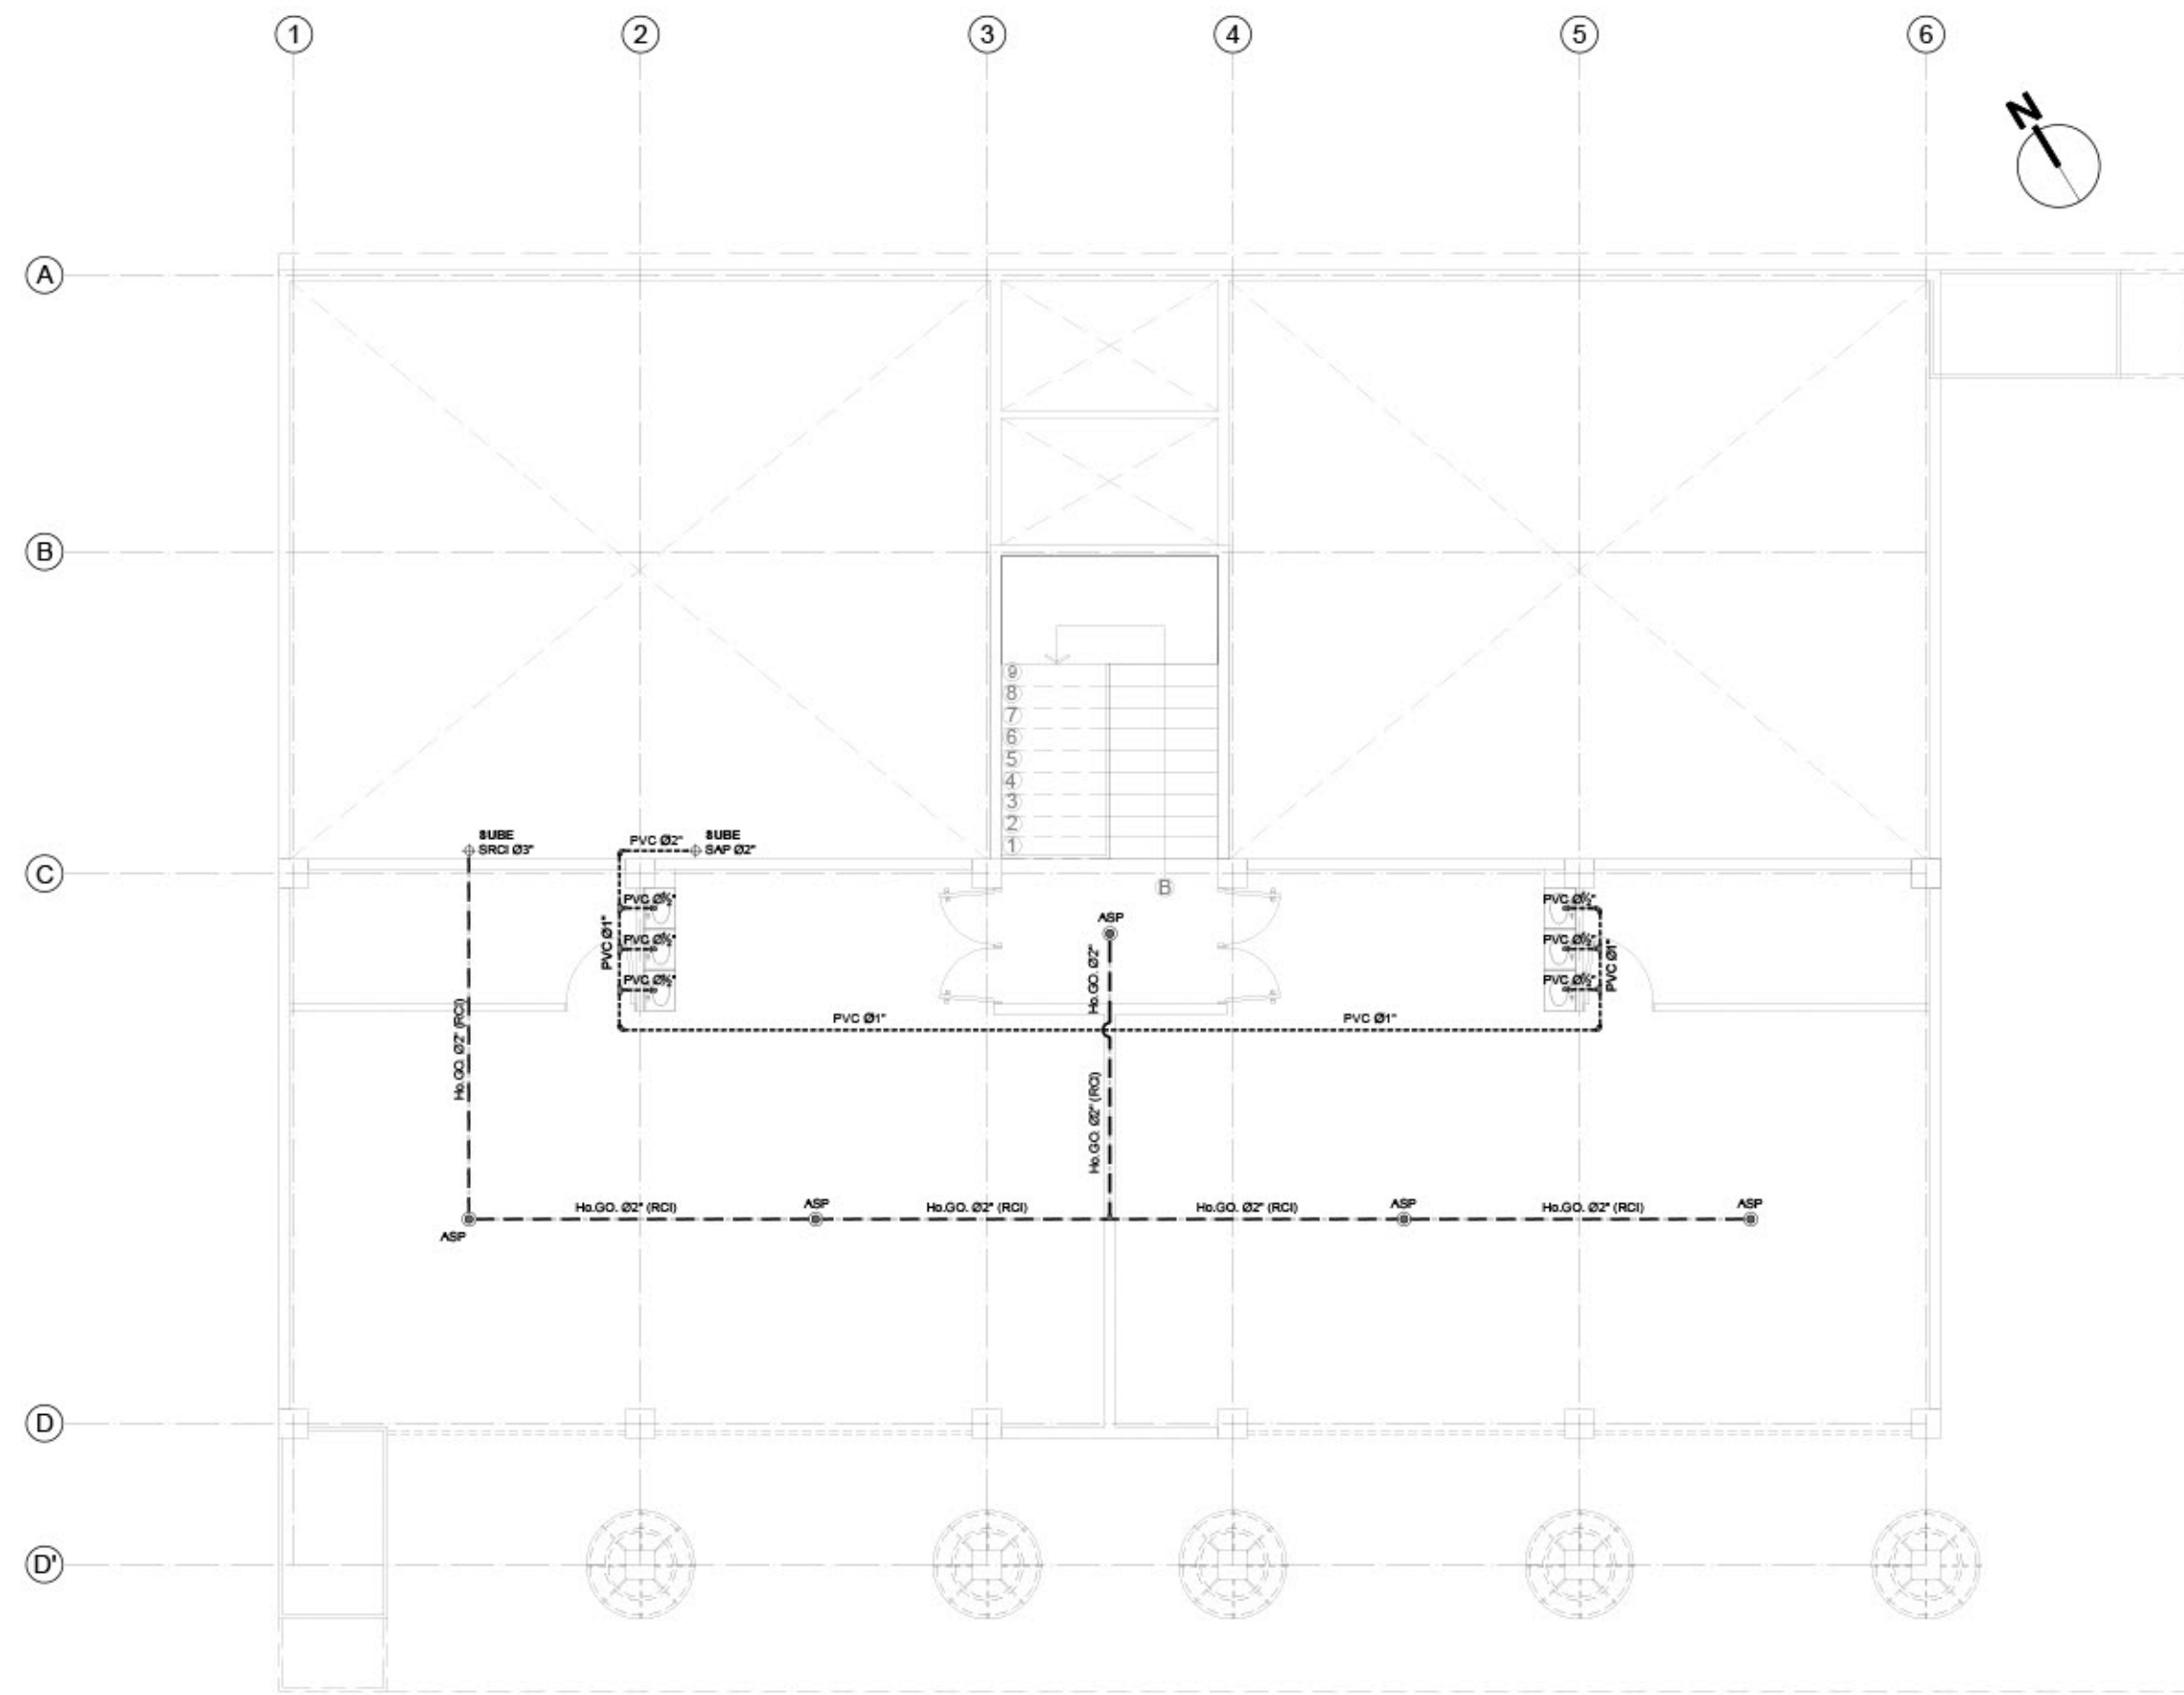 1
2
3
4
5
6
N
A
B
9
8
7
6
5
4
3
2
1
SUBE
SRCI Ø3"
PVC Ø2"
SUBE
SAP Ø2"
C
B
PVC Ø½"
PVC Ø½"
PVC Ø½"
PVC Ø1"
ASP
Ho.GO. Ø2"
PVC Ø½"
PVC Ø½"
PVC Ø½"
PVC Ø1"
PVC Ø1"
PVC Ø1"
Ho.GO. Ø2" (RCI)
Ho.GO. Ø2" (RCI)
ASP
Ho.GO. Ø2" (RCI)
ASP
Ho.GO. Ø2" (RCI)
Ho.GO. Ø2" (RCI)
ASP
Ho.GO. Ø2" (RCI)
ASP
D
D'